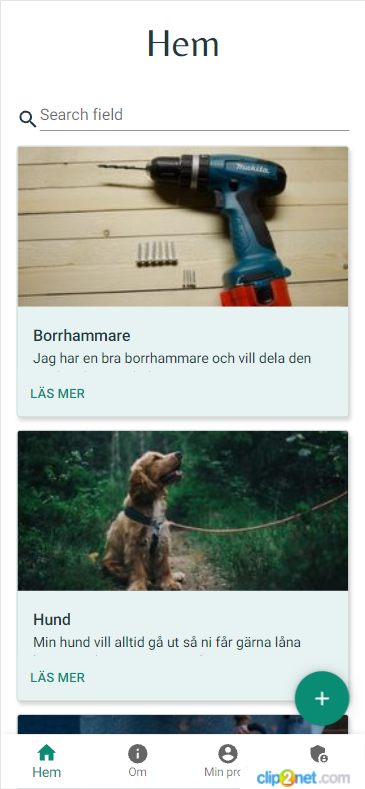 Hem
Search field
makita
Borrhammare
Jag har en bra borrhammare och vill dela den
LÄS MER
Hund
Min hund vill alltid gå ut så ni får gärna låna
LÄS MER
+
Hem
Om
Min pro
clip2net.com